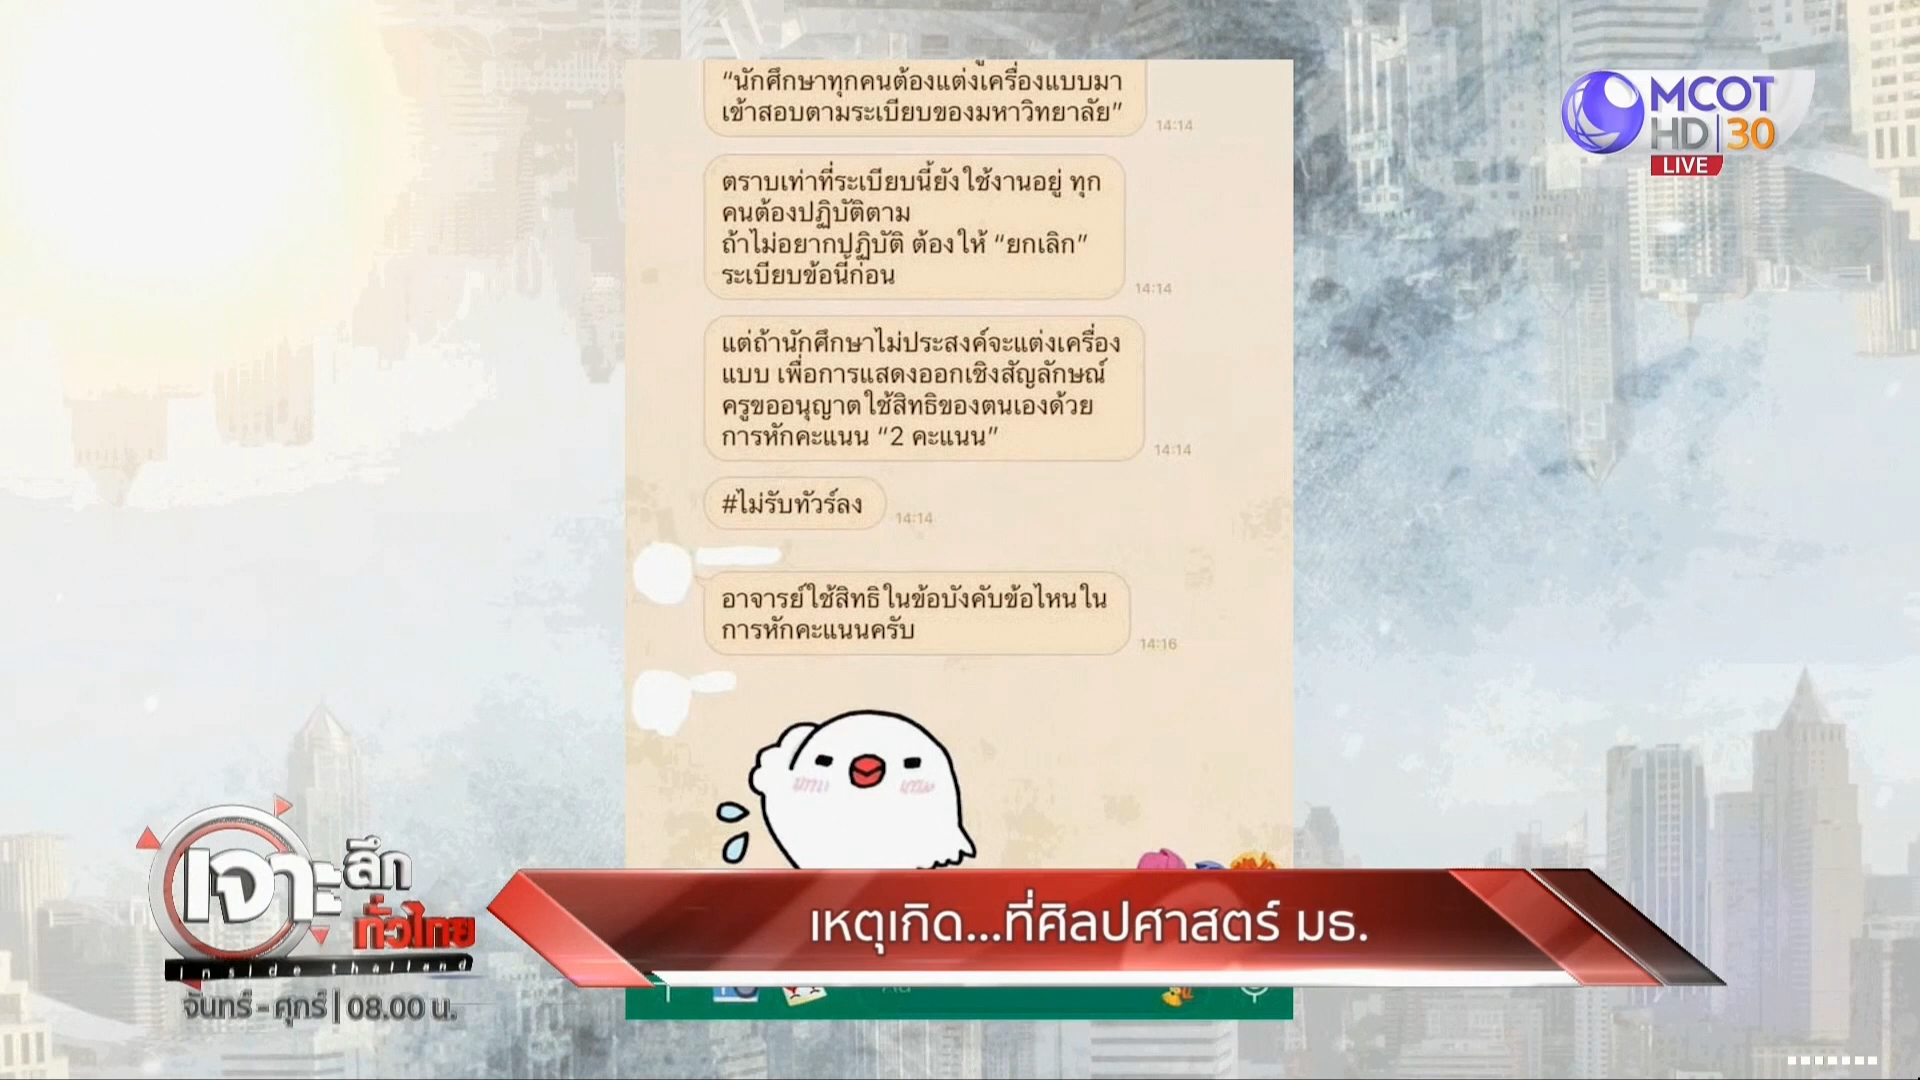 “นักศึกษาทุกคนต้องแต่งเครื่องแบบมา
เข้าสอบตามระเบียบของมหาวิทยาลัย”
14:14
ตราบเท่าที่ระเบียบนี้ยังใช้งานอยู่ ทุก
คนต้องปฏิบัติตาม
ถ้าไม่อยากปฏิบัติ ต้องให้ “ยกเลิก”
ระเบียบข้อนี้ก่อน
14:14
แต่ถ้านักศึกษาไม่ประสงค์จะแต่งเครื่อง
แบบ เพื่อการแสดงออกเชิงสัญลักษณ์
ครูขออนุญาตใช้สิทธิของตนเองด้วย
การหักคะแนน “2 คะแนน”
14:14
#ไม่รับทัวร์ลง
14:14
อาจารย์ใช้สิทธิในข้อบังคับข้อไหนใน
การหักคะแนนครับ
14:16
MCOT
HD 30
LIVE
เจาะลึก
ทั่วไทย
inside thailand
จันทร์ - ศุกร์ | 08.00 น.
เหตุเกิด...ที่ศิลปศาสตร์ มธ.